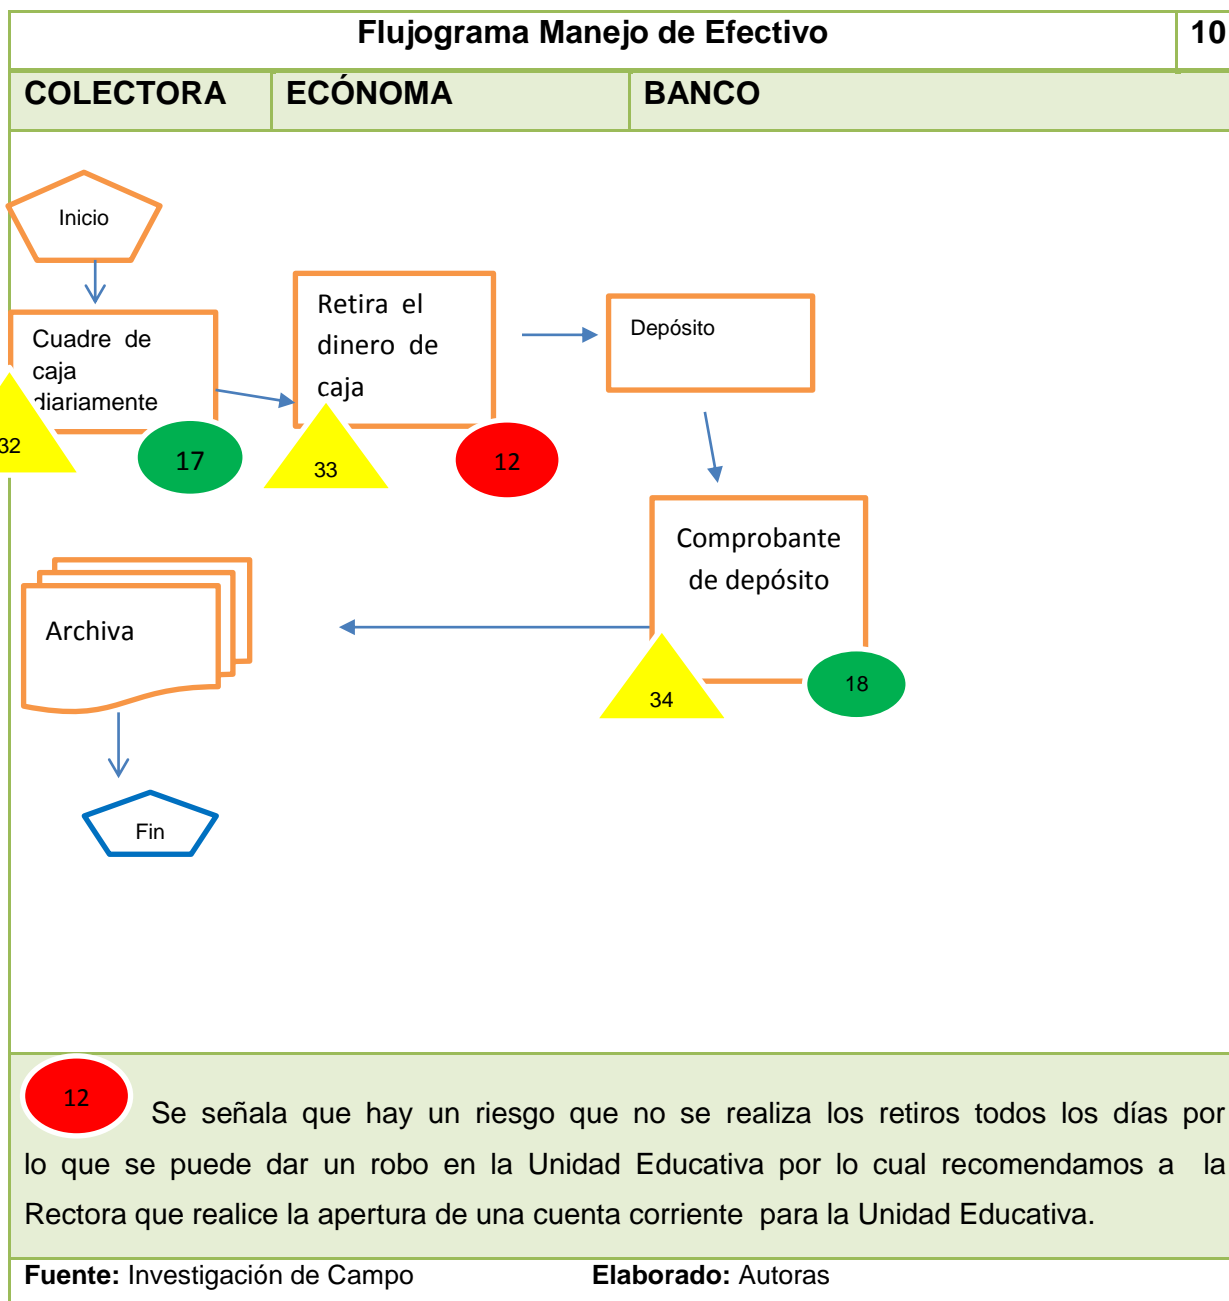 Flujograma Manejo de Efectivo 10
COLECTORA ECÓNOMA BANCO
Inicio
Cuadre de
caja
diariamente
32
17
Retira el
dinero de
caja
33
12
Depósito
Comprobante
de depósito
34
18
Archiva
Fin
12 Se señala que hay un riesgo que no se realiza los retiros todos los días por
lo que se puede dar un robo en la Unidad Educativa por lo cual recomendamos a la
Rectora que realice la apertura de una cuenta corriente para la Unidad Educativa.
Fuente: Investigación de Campo Elaborado: Autoras